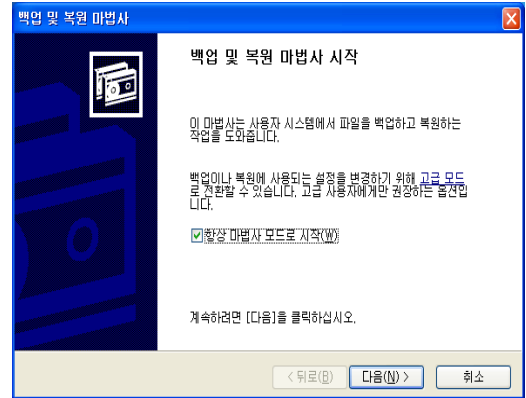 백업 및 복원 마법사
백업 및 복원 마법사 시작
이 마법사는 사용자 시스템에서 파일을 백업하고 복원하는
작업을 도와줍니다.
백업이나 복원에 사용되는 설정을 변경하기 위해 고급 모드
로 전환할 수 있습니다. 고급 사용자에게만 권장하는 옵션입
니다.
항상 마법사 모드로 시작(W)
계속하려면 [다음]을 클릭하십시오.
< 뒤로(B) 다음(N) > 취소